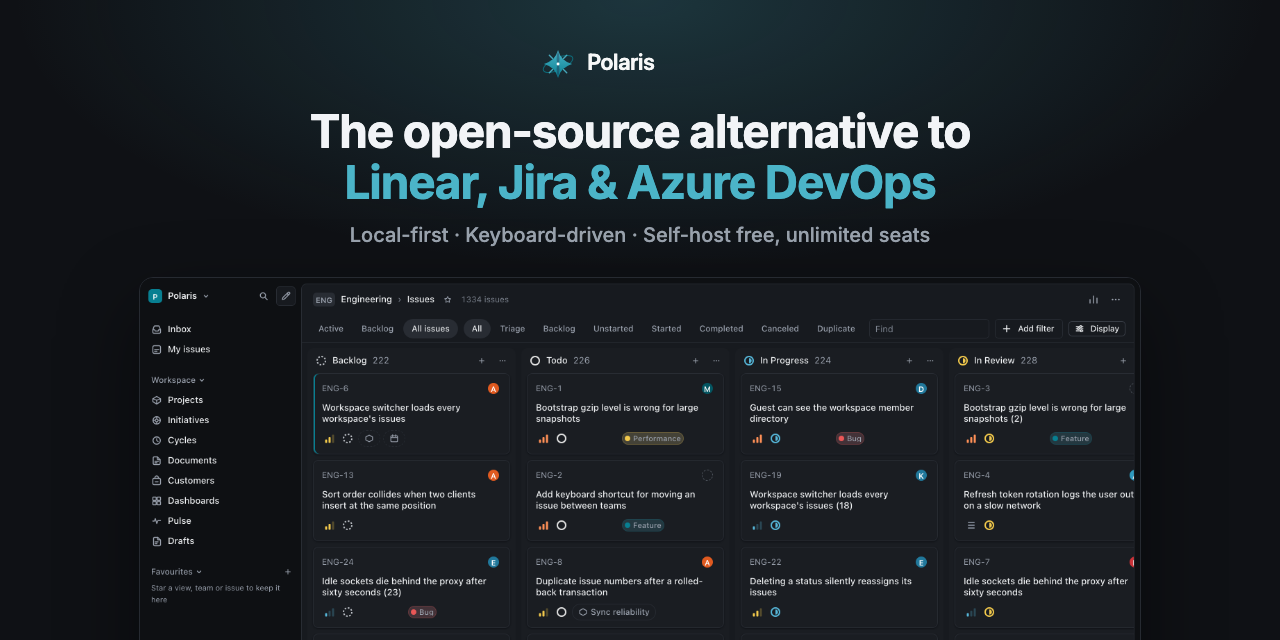 Polaris
The open-source alternative to
Linear, Jira & Azure DevOps
Local-first · Keyboard-driven · Self-host free, unlimited seats
P Polaris
Inbox
My issues
Workspace
Projects
Initiatives
Cycles
Documents
Customers
Dashboards
Pulse
Drafts
Favourites +
Star a view, team or issue to keep it
here
ENG Engineering › Issues 1334 issues
Active Backlog All issues All Triage Backlog Unstarted Started Completed Canceled Duplicate Find + Add filter Display
Backlog 222
ENG-6 A
Workspace switcher loads every
workspace's issues
ENG-13 A
Sort order collides when two clients
insert at the same position
ENG-24 E
Idle sockets die behind the proxy after
sixty seconds (23)
Bug
Todo 226
ENG-1 M
Bootstrap gzip level is wrong for large
snapshots
Performance
ENG-2
Add keyboard shortcut for moving an
issue between teams
Feature
ENG-8 A
Duplicate issue numbers after a rolled-
back transaction
Sync reliability
In Progress 224
ENG-15 D
Guest can see the workspace member
directory
Bug
ENG-19 K
Workspace switcher loads every
workspace's issues (18)
ENG-22 E
Deleting a status silently reassigns its
issues
In Review 228
ENG-3
Bootstrap gzip level is wrong for large
snapshots (2)
Feature
ENG-4
Refresh token rotation logs the user out
on a slow network
ENG-7
Idle sockets die behind the proxy after
sixty seconds